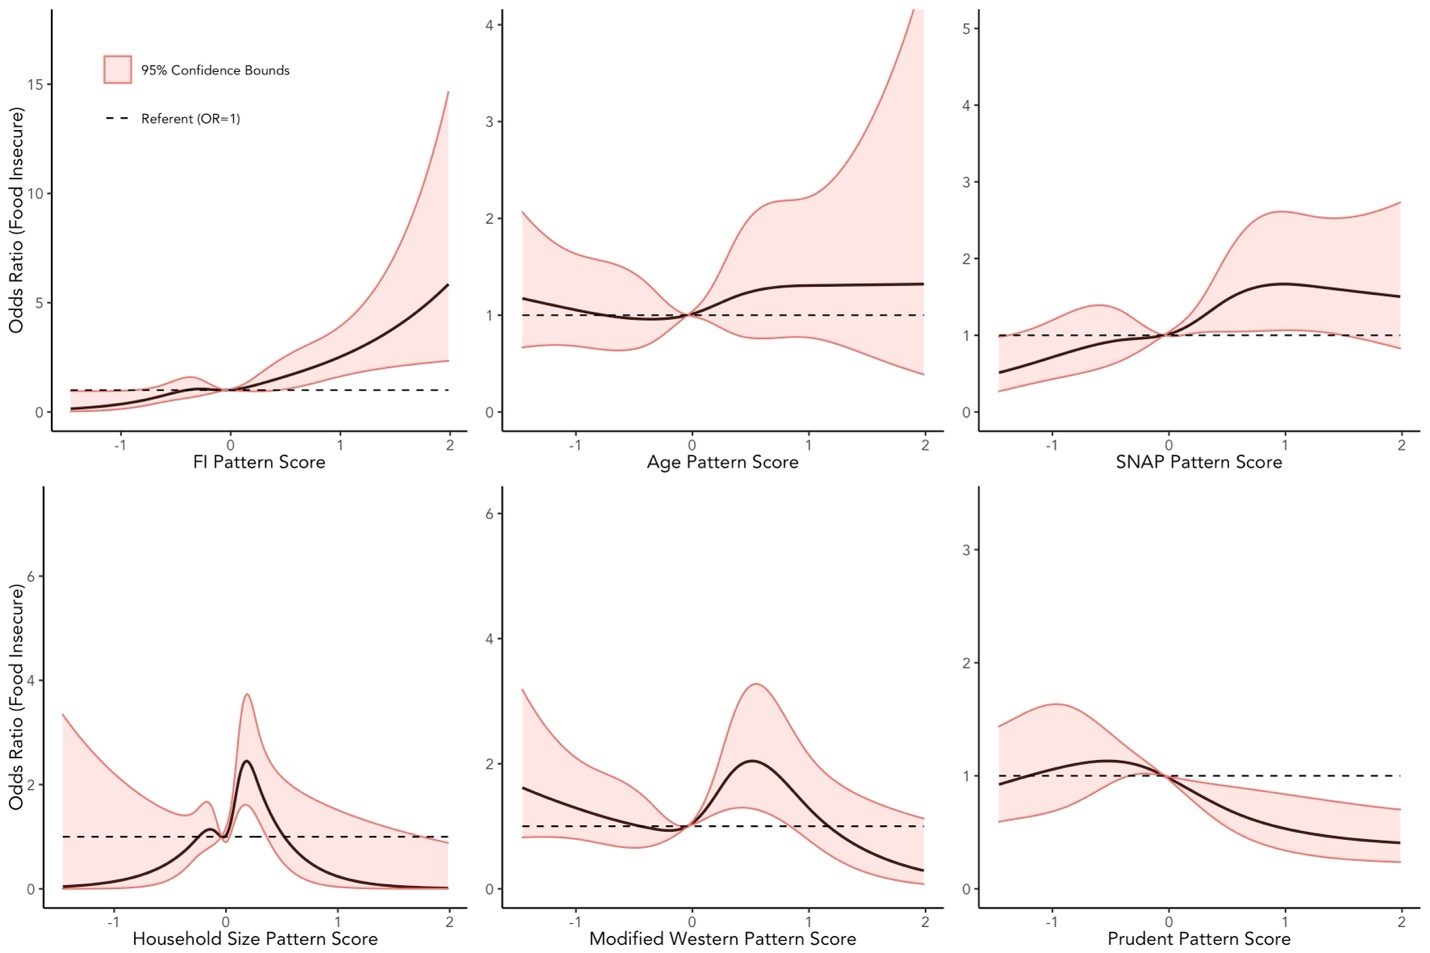 Odds Ratio (Food Insecure)
15
10
5
0
95% Confidence Bounds
Referent (OR=1)
-1 0 1 2
FI Pattern Score
4
3
2
1
0
-1 0 1 2
Age Pattern Score
5
4
3
2
1
0
-1 0 1 2
SNAP Pattern Score
Odds Ratio (Food Insecure)
6
4
2
0
-1 0 1 2
Household Size Pattern Score
6
4
2
0
-1 0 1 2
Modified Western Pattern Score
3
2
1
0
-1 0 1 2
Prudent Pattern Score